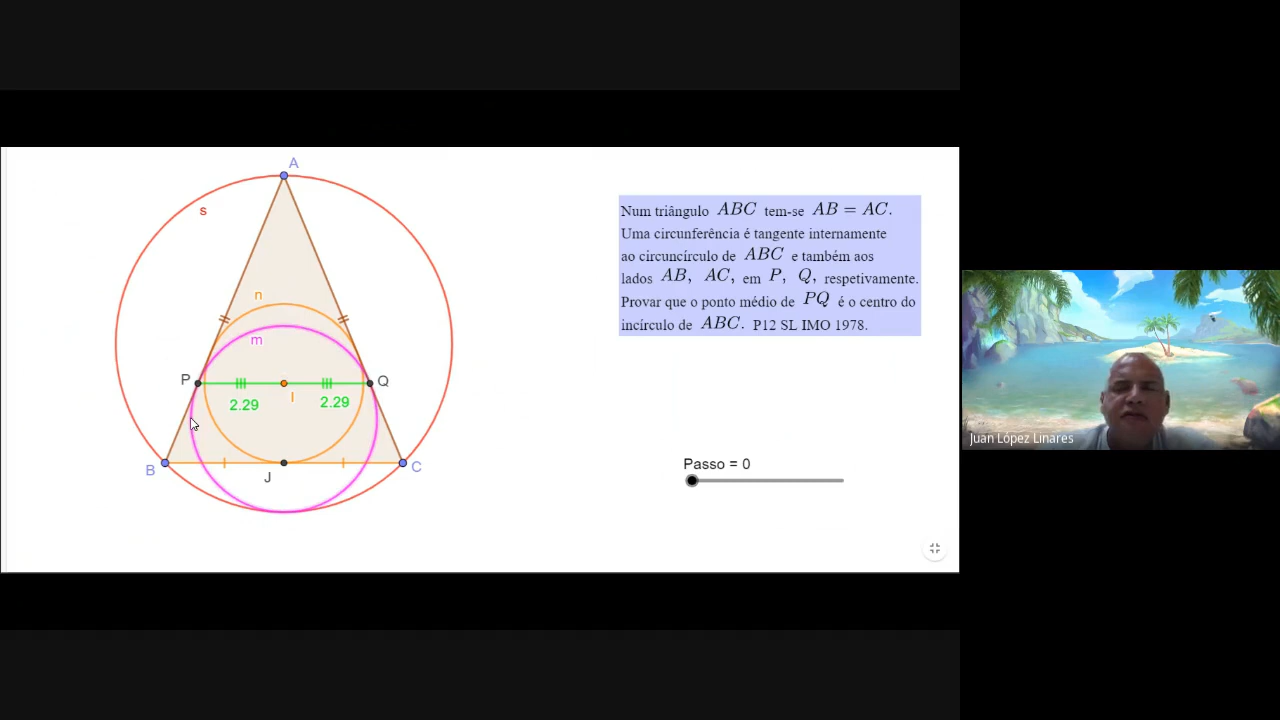 A
s
n
m
P
Q
2.29
I
2.29
B
J
C
Num triângulo ABC tem-se AB = AC.
Uma circunferência é tangente internamente
ao circuncírculo de ABC e também aos
lados AB, AC, em P, Q, respetivamente.
Provar que o ponto médio de PQ é o centro do
incírculo de ABC. P12 SL IMO 1978.
Passo = 0
Juan López Linares